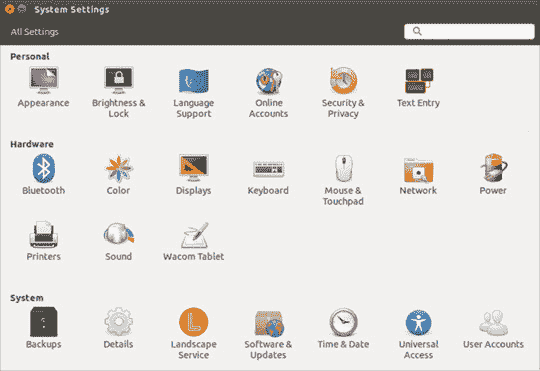 System Settings
All Settings
Personal
Appearance
Brightness &
Lock
Language
Support
Online
Accounts
Security &
Privacy
Text Entry
Hardware
Bluetooth
Color
Displays
Keyboard
Mouse &
Touchpad
Network
Power
Printers
Sound
Wacom Tablet
System
Backups
Details
Landscape
Service
Software &
Updates
Time & Date
Universal
Access
User Accounts